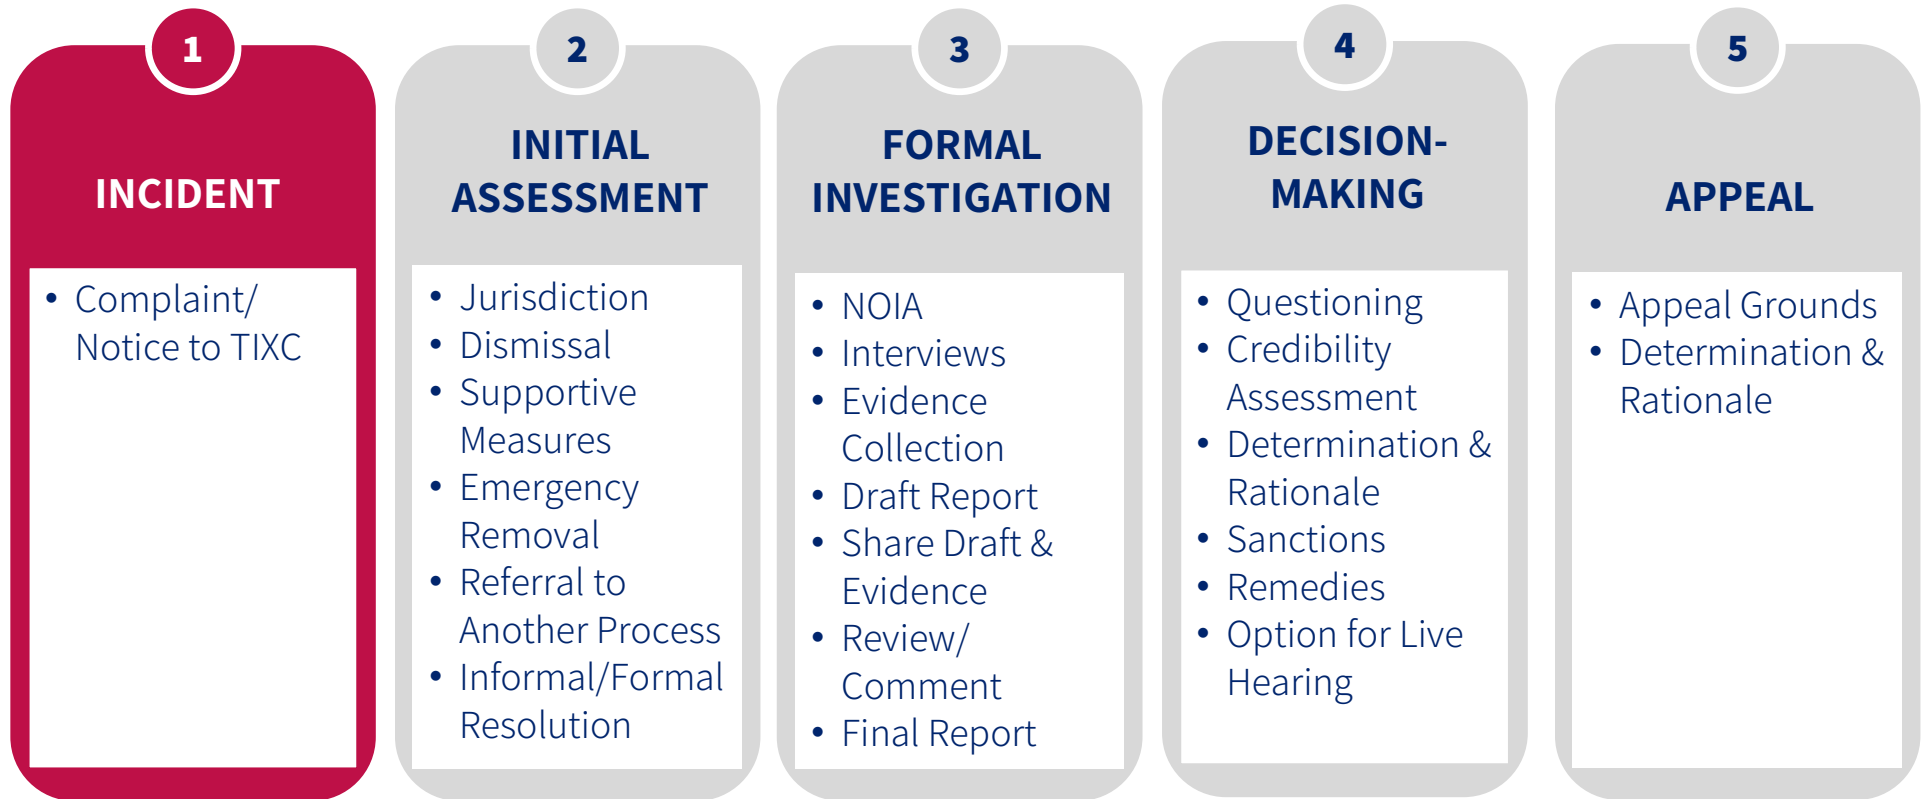 1
INCIDENT
• Complaint/
Notice to TIXC
2
INITIAL
ASSESSMENT
• Jurisdiction
• Dismissal
• Supportive
Measures
• Emergency
Removal
• Referral to
Another Process
• Informal/Formal
Resolution
3
FORMAL
INVESTIGATION
• NOIA
• Interviews
• Evidence
Collection
• Draft Report
• Share Draft &
Evidence
• Review/
Comment
• Final Report
4
DECISION-
MAKING
• Questioning
• Credibility
Assessment
• Determination &
Rationale
• Sanctions
• Remedies
• Option for Live
Hearing
5
APPEAL
• Appeal Grounds
• Determination &
Rationale